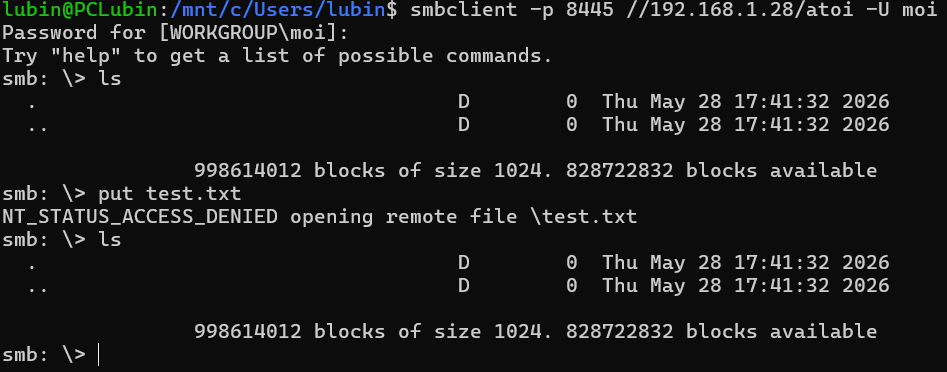 lubin@PCLubin:/mnt/c/Users/lubin$ smbclient -p 8445 //192.168.1.28/atoi -U moi
Password for [WORKGROUP\moi]:
Try "help" to get a list of possible commands.
smb: \> ls
  .                                   D        0  Thu May 28 17:41:32 2026
  ..                                  D        0  Thu May 28 17:41:32 2026

                998614012 blocks of size 1024. 828722832 blocks available
smb: \> put test.txt
NT_STATUS_ACCESS_DENIED opening remote file \test.txt
smb: \> ls
  .                                   D        0  Thu May 28 17:41:32 2026
  ..                                  D        0  Thu May 28 17:41:32 2026

                998614012 blocks of size 1024. 828722832 blocks available
smb: \>